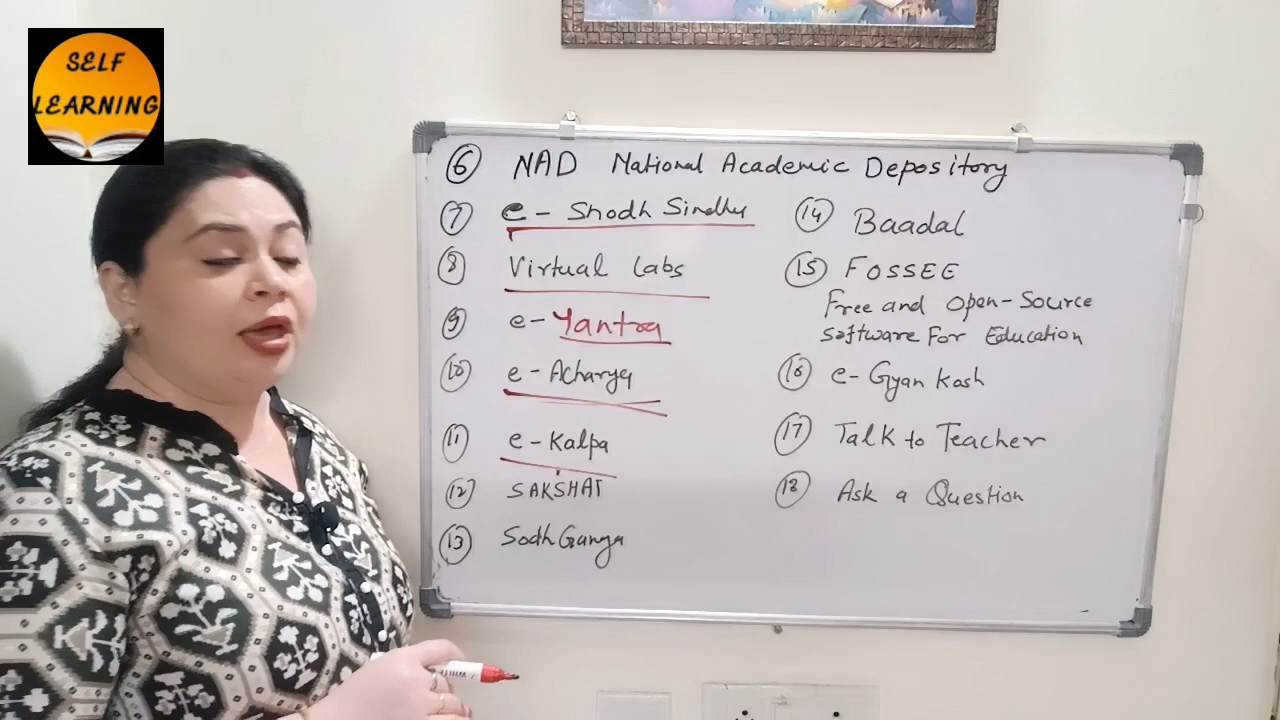 SELF
LEARNING
6 NAD National Academic Depository
7 e - Shodh Sindhu
8 Virtual Labs
9 e - Yantra
10 e - Acharya
11 e - Kalpa
12 SAKSHAT
13 Sodh Ganga
14 Baadal
15 FOSSEE
Free and Open-Source
Software For Education
16 e - Gyan Kosh
17 Talk to Teacher
18 Ask a Question